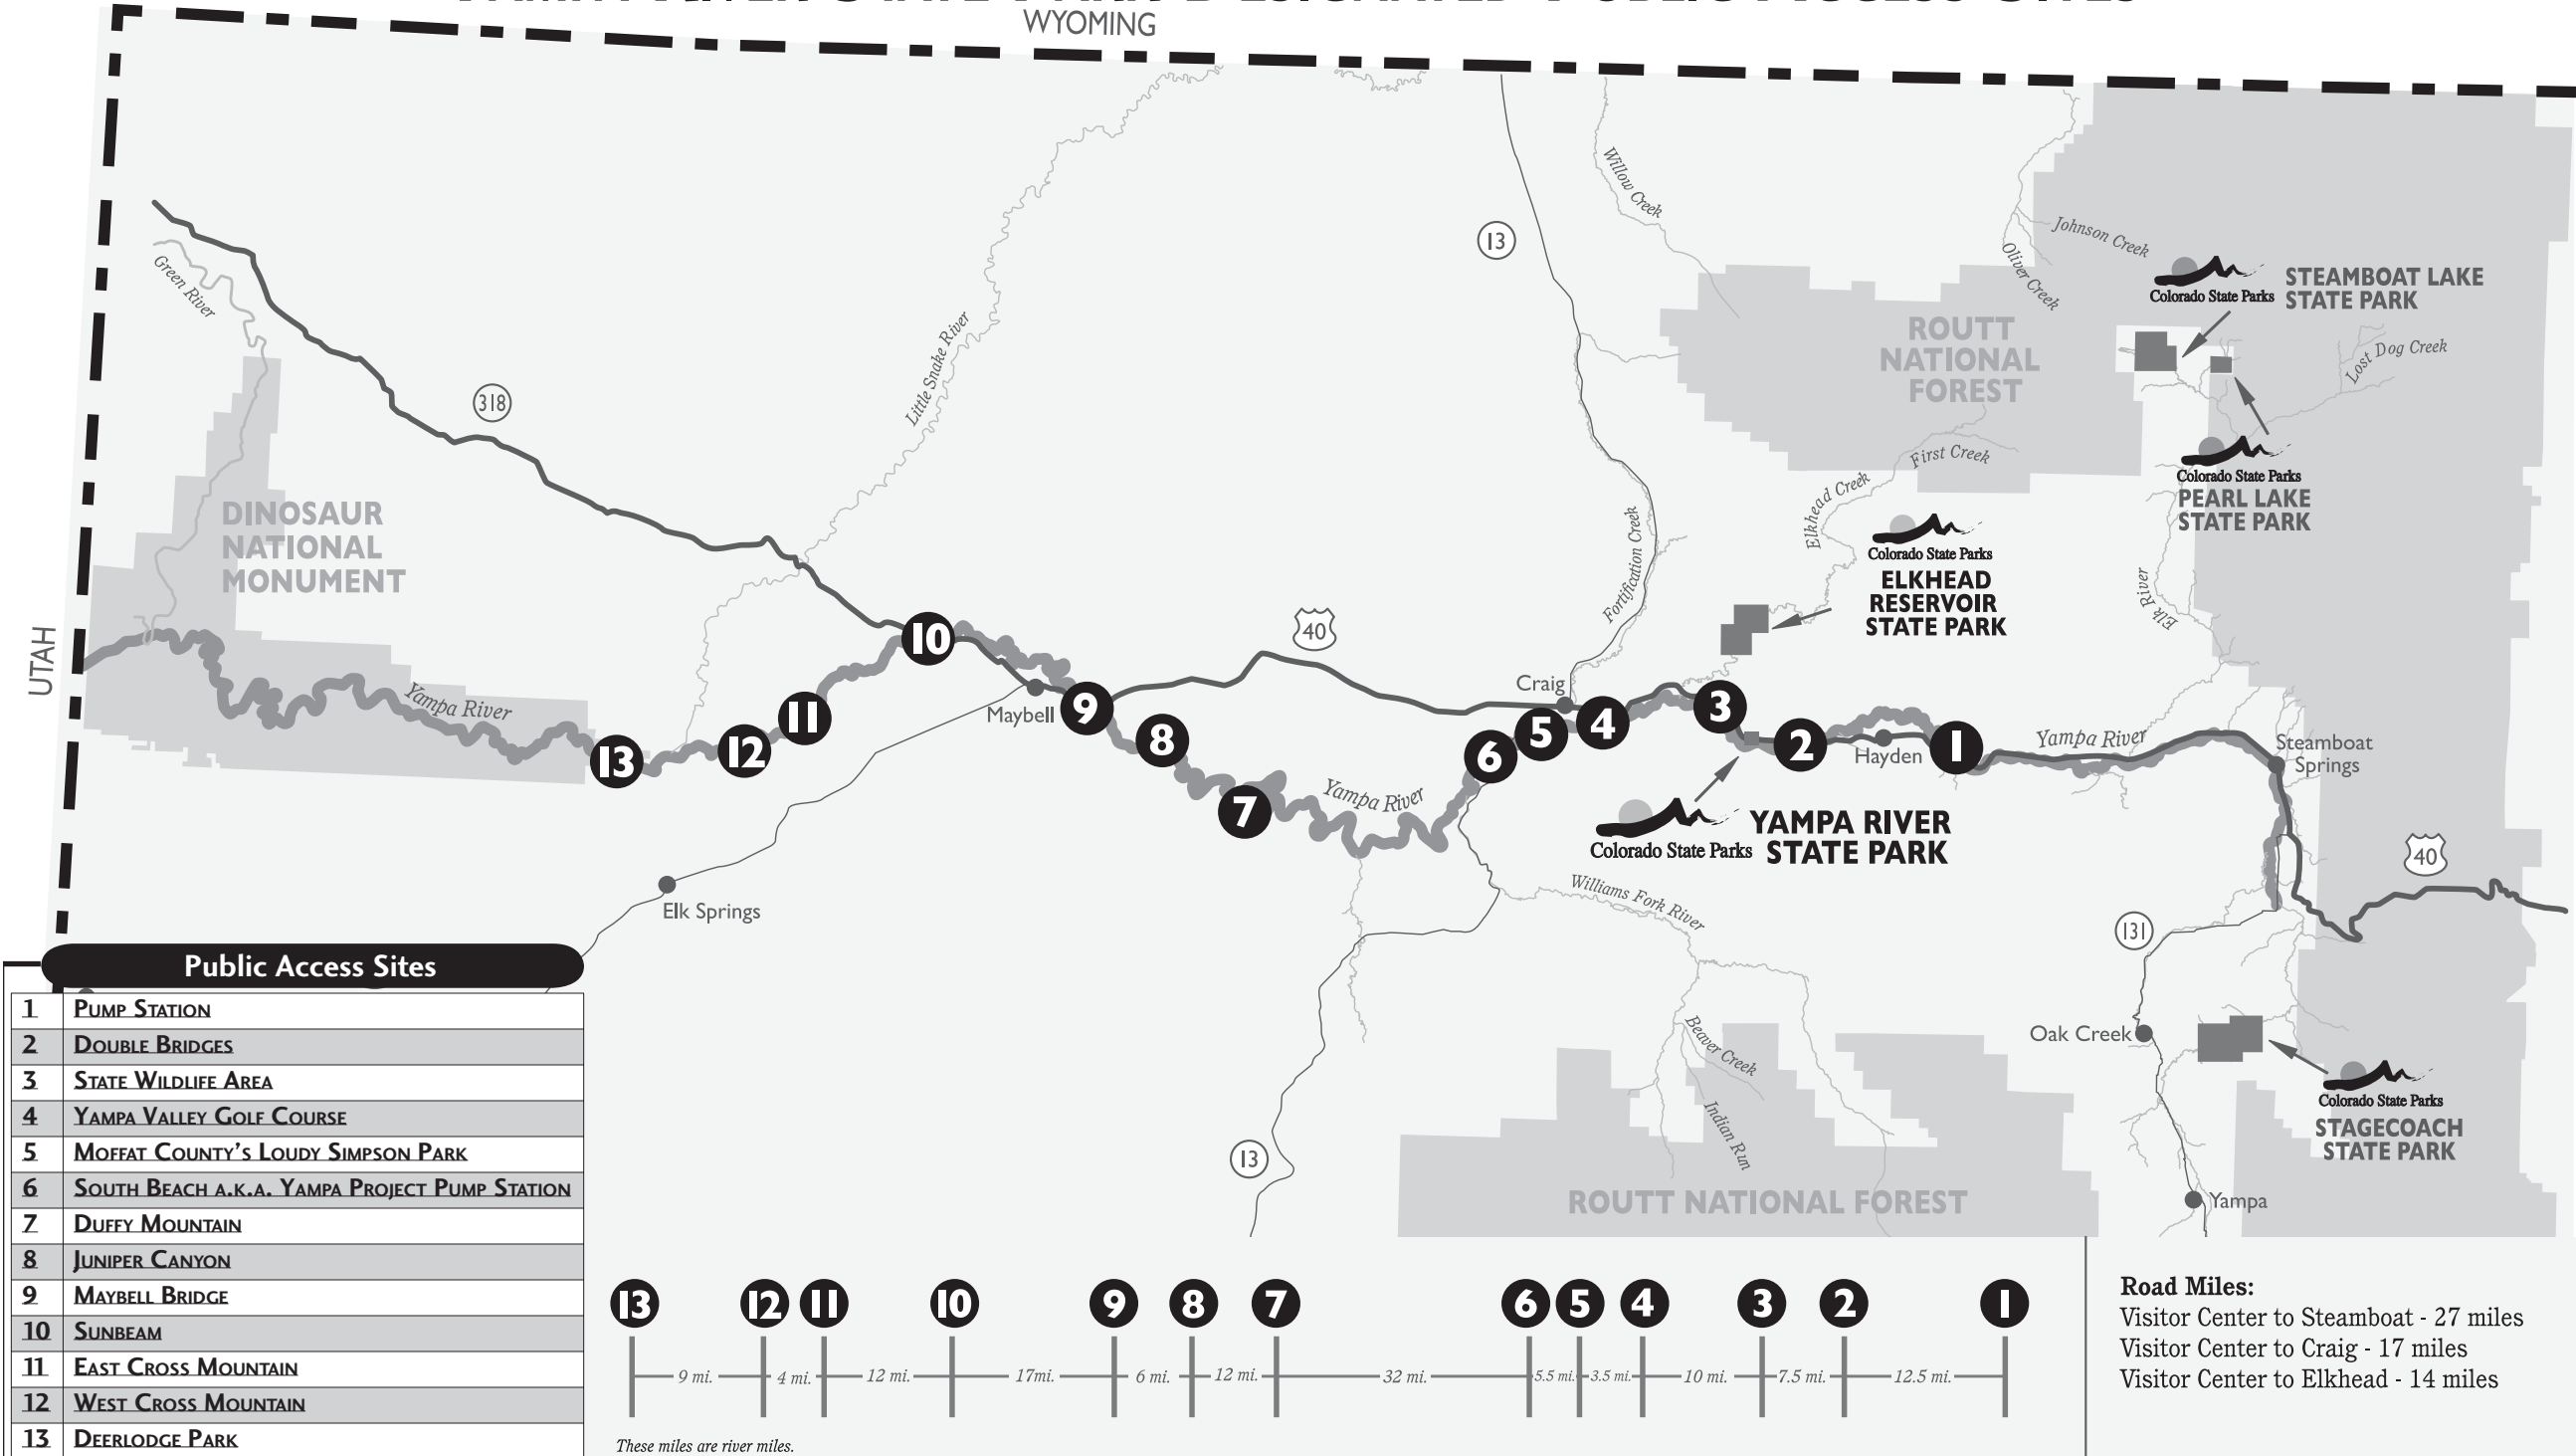 WYOMING
UTAH
Green River
318
Little Snake River
13
Willow Creek
Johnson Creek
Oliver Creek
Colorado State Parks
STEAMBOAT LAKE
STATE PARK
ROUTT
NATIONAL
FOREST
Lost Dog Creek
Colorado State Parks
PEARL LAKE
STATE PARK
First Creek
Elkhead Creek
Fortification Creek
DINOSAUR
NATIONAL
MONUMENT
Colorado State Parks
ELKHEAD
RESERVOIR
STATE PARK
Elk River
40
Craig
Maybell
Yampa River
13
12
11
10
9
8
7
6
5
4
3
2
1
Hayden
Yampa River
Steamboat
Springs
Yampa River
Colorado State Parks
YAMPA RIVER
STATE PARK
40
Elk Springs
Williams Fork River
131
Oak Creek
Beaver Creek
Indian Run
13
Colorado State Parks
STAGECOACH
STATE PARK
ROUTT NATIONAL FOREST
Yampa
Public Access Sites
1 PUMP STATION
2 DOUBLE BRIDGES
3 STATE WILDLIFE AREA
4 YAMPA VALLEY GOLF COURSE
5 MOFFAT COUNTY'S LOUDY SIMPSON PARK
6 SOUTH BEACH A.K.A. YAMPA PROJECT PUMP STATION
7 DUFFY MOUNTAIN
8 JUNIPER CANYON
9 MAYBELL BRIDGE
10 SUNBEAM
11 EAST CROSS MOUNTAIN
12 WEST CROSS MOUNTAIN
13 DEERLODGE PARK
13 12 11 10 9 8 7 6 5 4 3 2 1
9 mi. 4 mi. 12 mi. 17mi. 6 mi. 12 mi. 32 mi. 5.5 mi. 3.5 mi. 10 mi. 7.5 mi. 12.5 mi.
These miles are river miles.
Road Miles:
Visitor Center to Steamboat - 27 miles
Visitor Center to Craig - 17 miles
Visitor Center to Elkhead - 14 miles